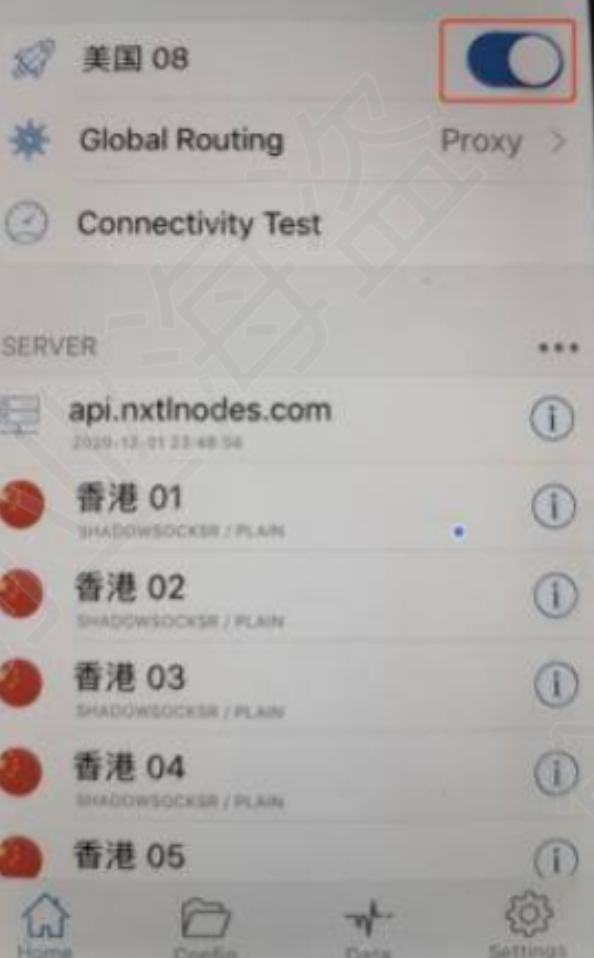 美国 08
Global Routing
Proxy >
Connectivity Test
SERVER
api.nxtlnodes.com
2020-12-01 23:48:56
香港 01
SHADOWSOCKSR / PLAIN
香港 02
SHADOWSOCKSR / PLAIN
香港 03
SHADOWSOCKSR / PLAIN
香港 04
SHADOWSOCKSR / PLAIN
香港 05
Home
Config
Data
Settings